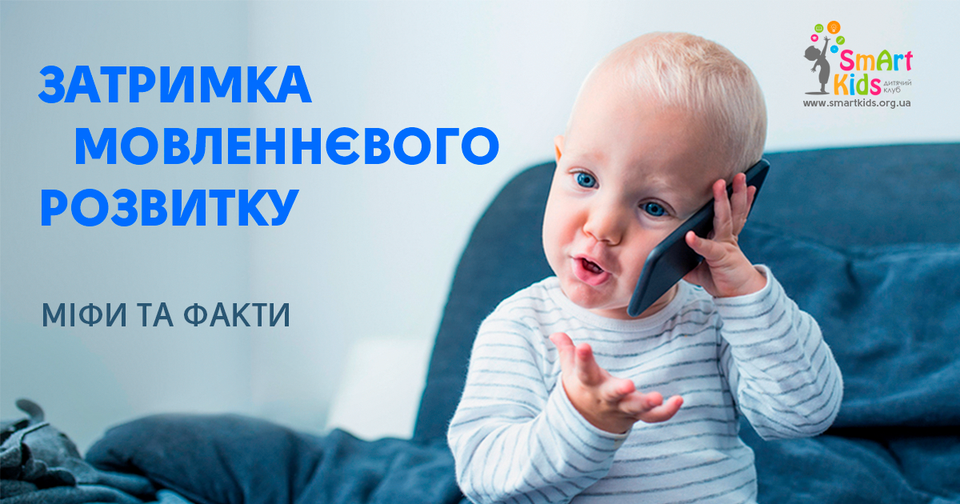 ЗАТРИМКА
МОВЛЕННЄВОГО
РОЗВИТКУ
МІФИ ТА ФАКТИ
SmArt
Kids
дитячий
клуб
www.smartkids.org.ua